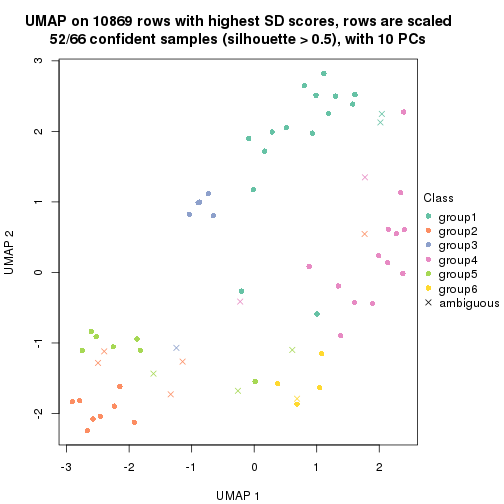 UMAP on 10869 rows with highest SD scores, rows are scaled
52/66 confident samples (silhouette > 0.5), with 10 PCs
3
2
1
0
-1
-2
UMAP 2
-3
-2
-1
0
1
2
UMAP 1
Class
group1
group2
group3
group4
group5
group6
ambiguous